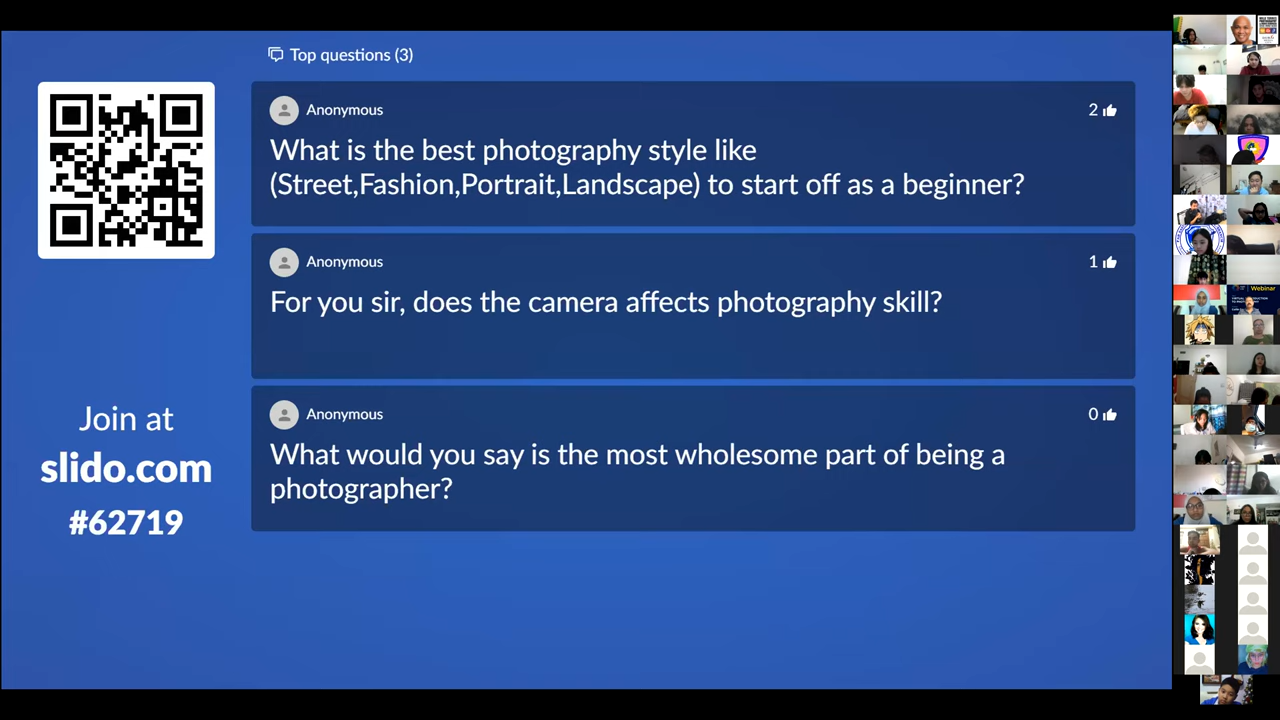 Top questions (3)
Anonymous
2
What is the best photography style like
(Street,Fashion,Portrait,Landscape) to start off as a beginner?
Anonymous
1
For you sir, does the camera affects photography skill?
Anonymous
0
What would you say is the most wholesome part of being a
photographer?
Join at
slido.com
#62719
Webinar